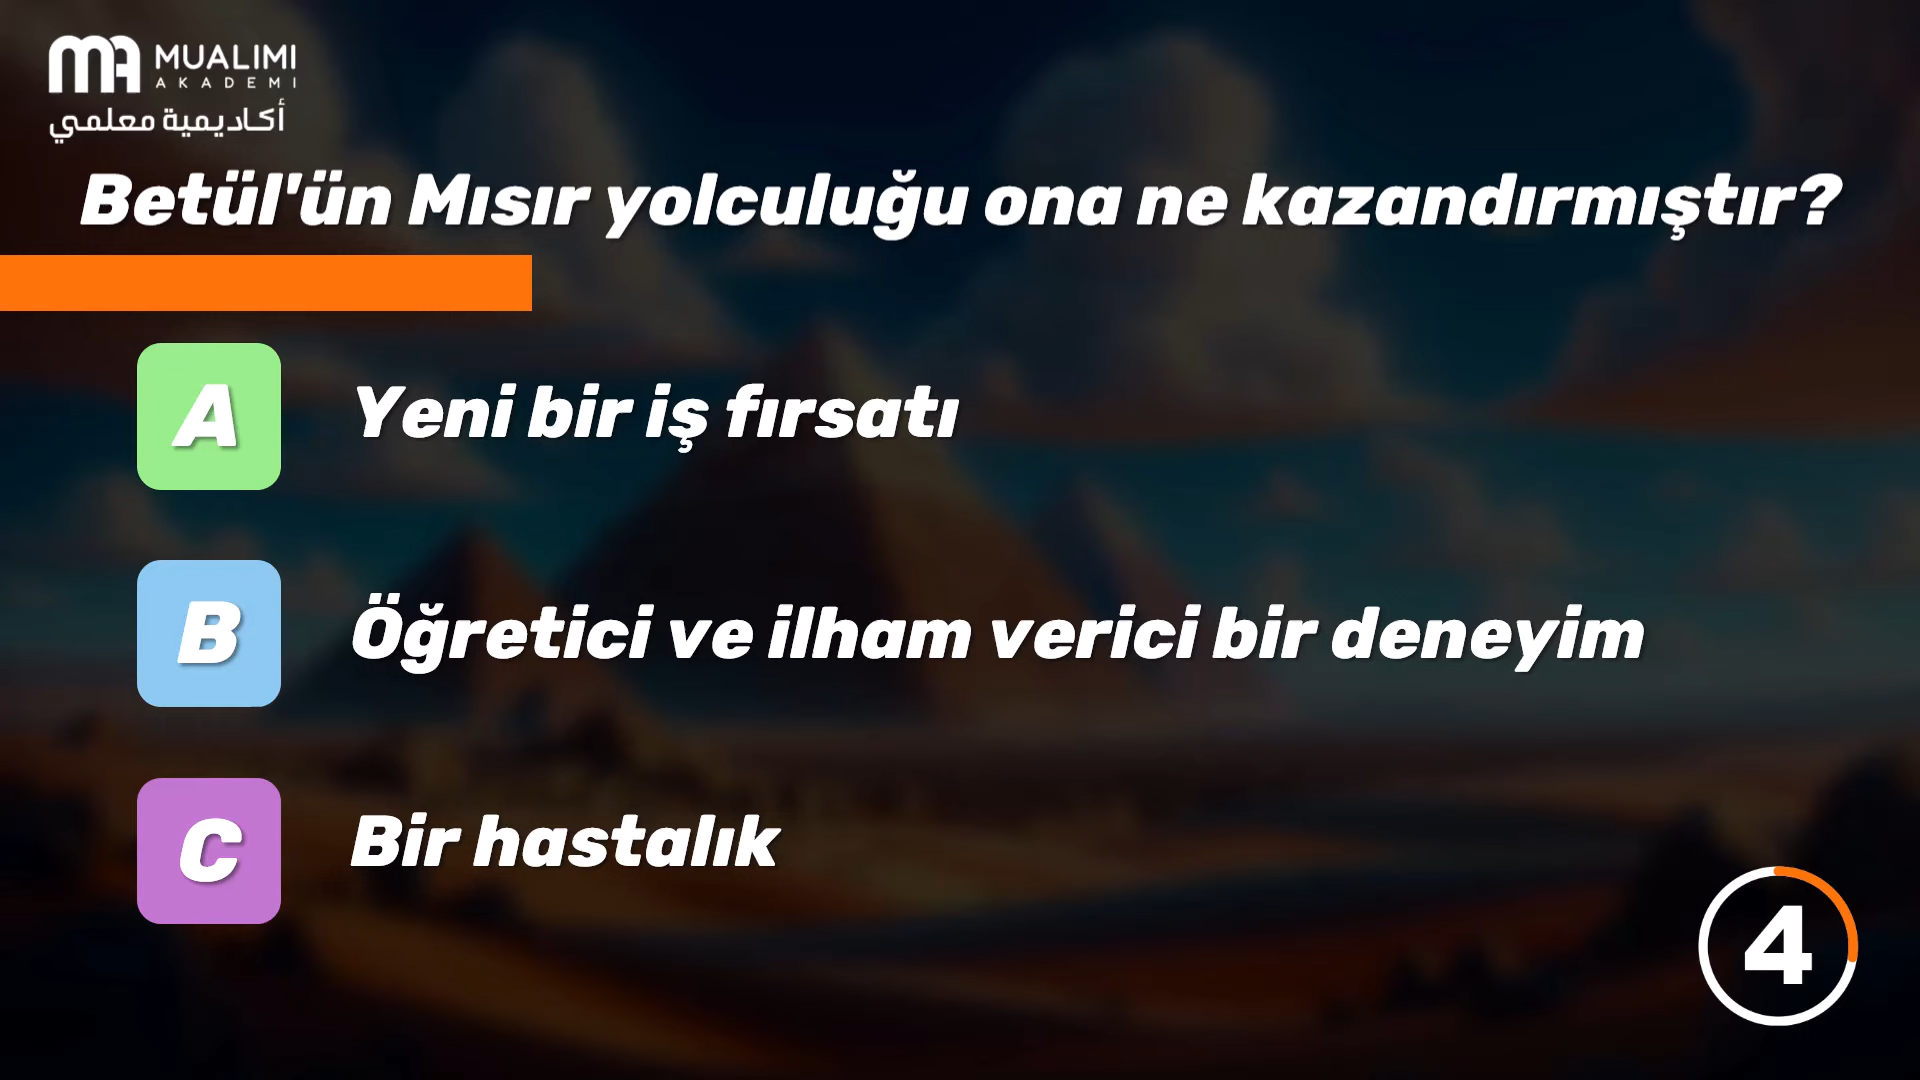 MUALIMI
AKADEMI
أكاديمية معلمي
Betül'ün Mısır yolculuğu ona ne kazandırmıştır?
A Yeni bir iş fırsatı
B Öğretici ve ilham verici bir deneyim
C Bir hastalık
4